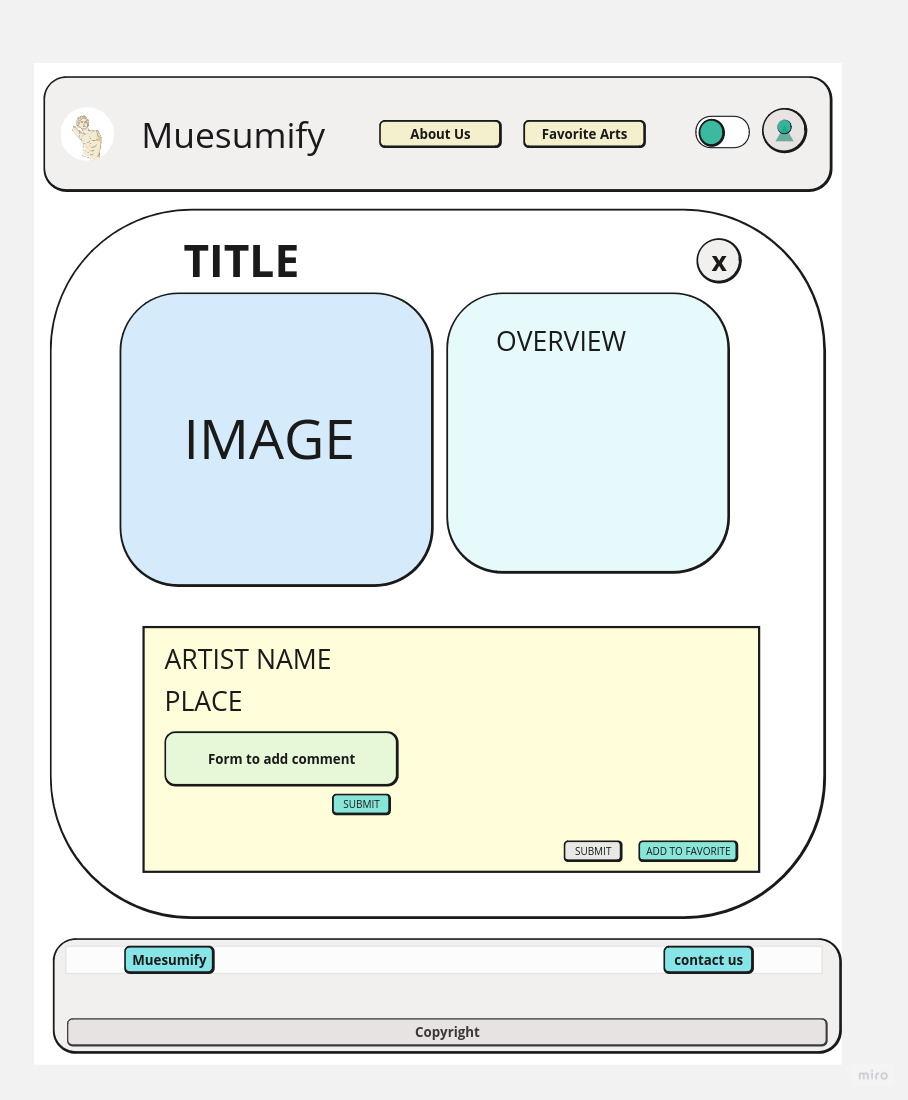 Muesumify
About Us
Favorite Arts
TITLE
x
IMAGE
OVERVIEW
ARTIST NAME
PLACE
Form to add comment
SUBMIT
SUBMIT
ADD TO FAVORITE
Muesumify
contact us
Copyright
miro